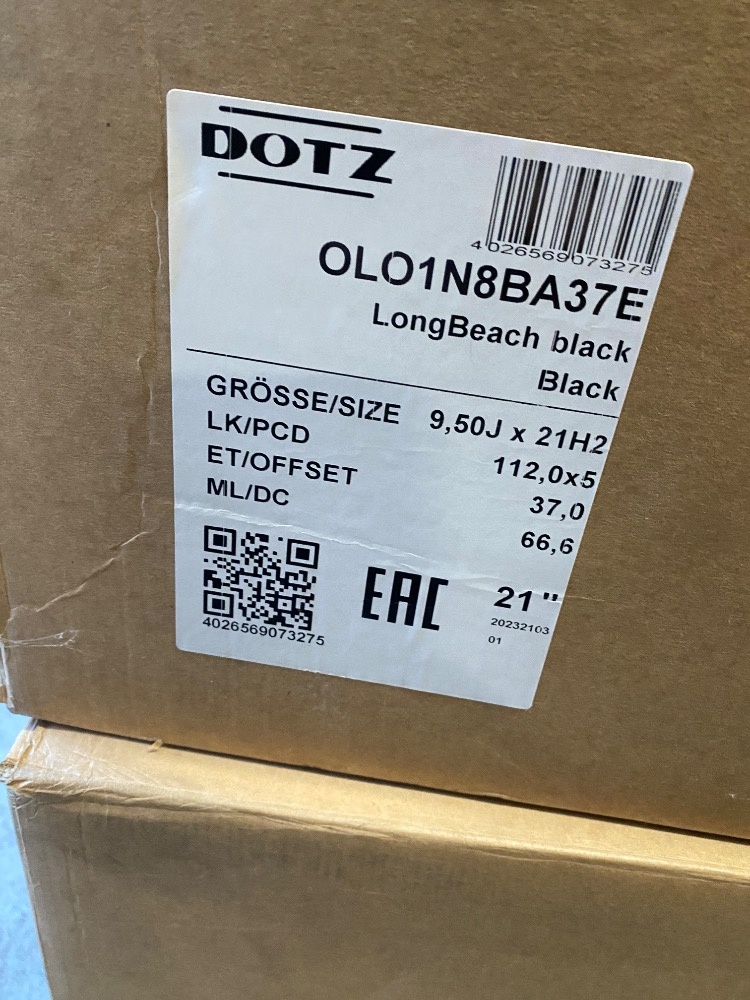 DOTZ
4026569073275
OLO1N8BA37E
LongBeach black
Black
GRÖSSE/SIZE 9,50J x 21H2
LK/PCD 112,0x5
ET/OFFSET 37,0
ML/DC 66,6
4026569073275
EAC
21"
20232103
01